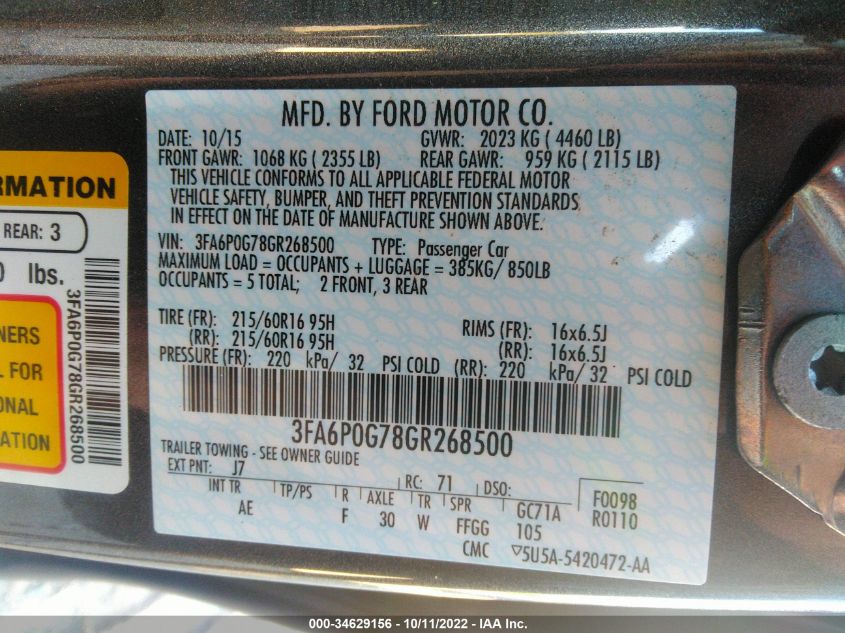 MFD. BY FORD MOTOR CO.
DATE: 10/15 GVWR: 2023 KG ( 4460 LB)
FRONT GAWR: 1068 KG ( 2355 LB) REAR GAWR: 959 KG ( 2115 LB)
THIS VEHICLE CONFORMS TO ALL APPLICABLE FEDERAL MOTOR
VEHICLE SAFETY, BUMPER, AND THEFT PREVENTION STANDARDS
IN EFFECT ON THE DATE OF MANUFACTURE SHOWN ABOVE.
VIN: 3FA6P0G78GR268500 TYPE: Passenger Car
MAXIMUM LOAD = OCCUPANTS + LUGGAGE = 385KG/ 850LB
OCCUPANTS = 5 TOTAL; 2 FRONT, 3 REAR
TIRE (FR): 215/60R16 95H RIMS (FR): 16x6.5J
(RR): 215/60R16 95H (RR): 16x6.5J
PRESSURE (FR): 220 kPa/ 32 PSI COLD (RR): 220 kPa/ 32 PSI COLD
3FA6P0G78GR268500
TRAILER TOWING - SEE OWNER GUIDE
EXT PNT: J7 RC: 71 DSO: F0098
INT TR TP/PS R AXLE TR SPR GC71A R0110
AE F 30 W FFGG 105
CMC ▽5U5A-5420472-AA
RMATION
REAR: 3
0 lbs.
NERS
L FOR
ONAL
ATION
3FA6P0G78GR268500
000-34629156 - 10/11/2022 - IAA Inc.